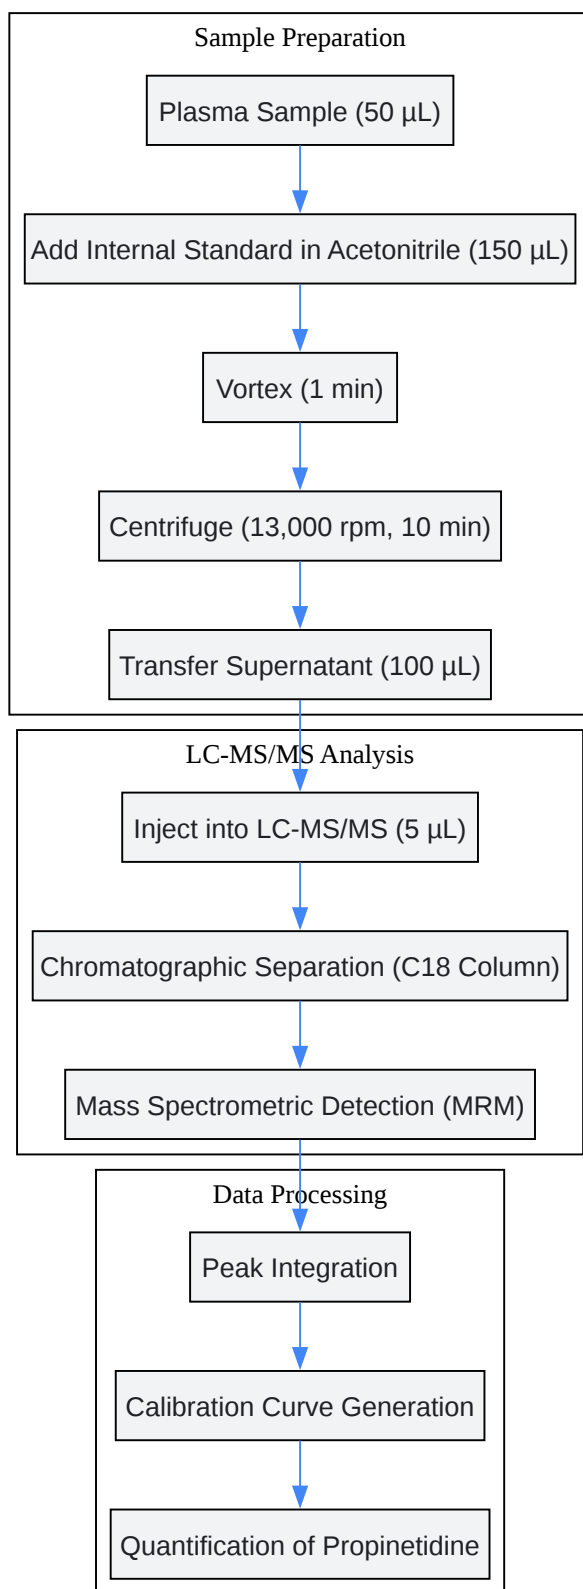 Sample Preparation
Plasma Sample (50 µL)
Add Internal Standard in Acetonitrile (150 µL)
Vortex (1 min)
Centrifuge (13,000 rpm, 10 min)
Transfer Supernatant (100 µL)
LC-MS/MS Analysis
Inject into LC-MS/MS (5 µL)
Chromatographic Separation (C18 Column)
Mass Spectrometric Detection (MRM)
Data Processing
Peak Integration
Calibration Curve Generation
Quantification of Propinetidine